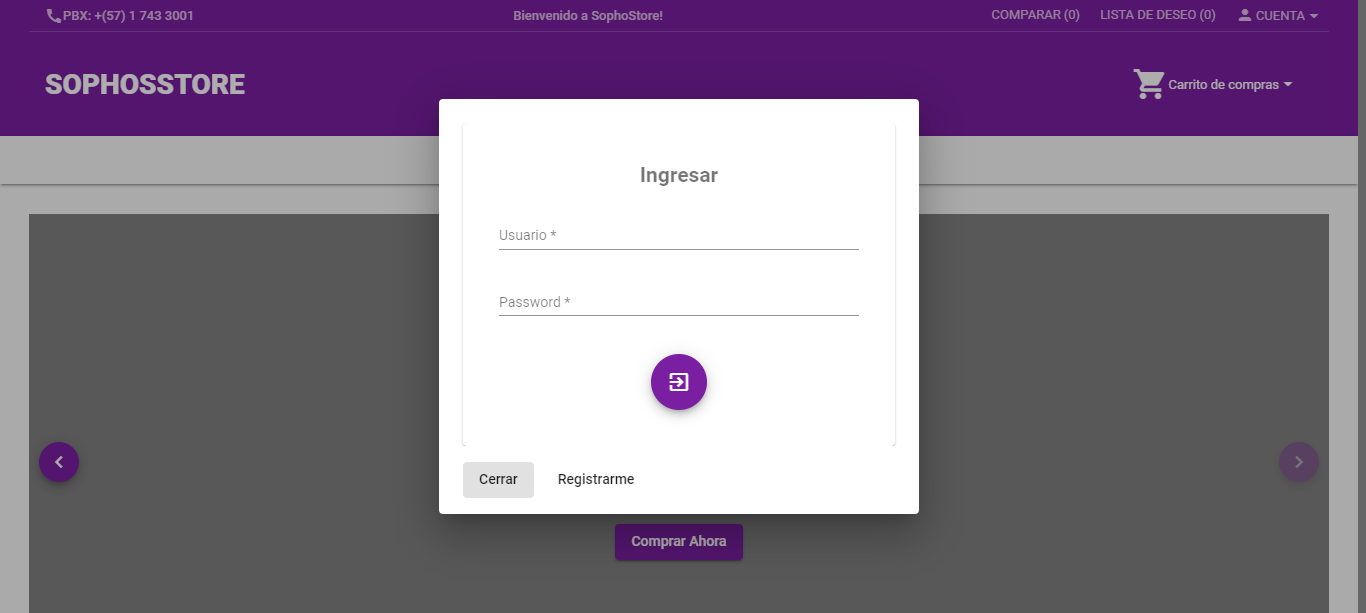 PBX: +(57) 1 743 3001
Bienvenido a SophoStore!
COMPARAR (0)
LISTA DE DESEO (0)
CUENTA
SOPHOSSTORE
Carrito de compras
Ingresar
Usuario *
Password *
Cerrar
Registrarme
Comprar Ahora